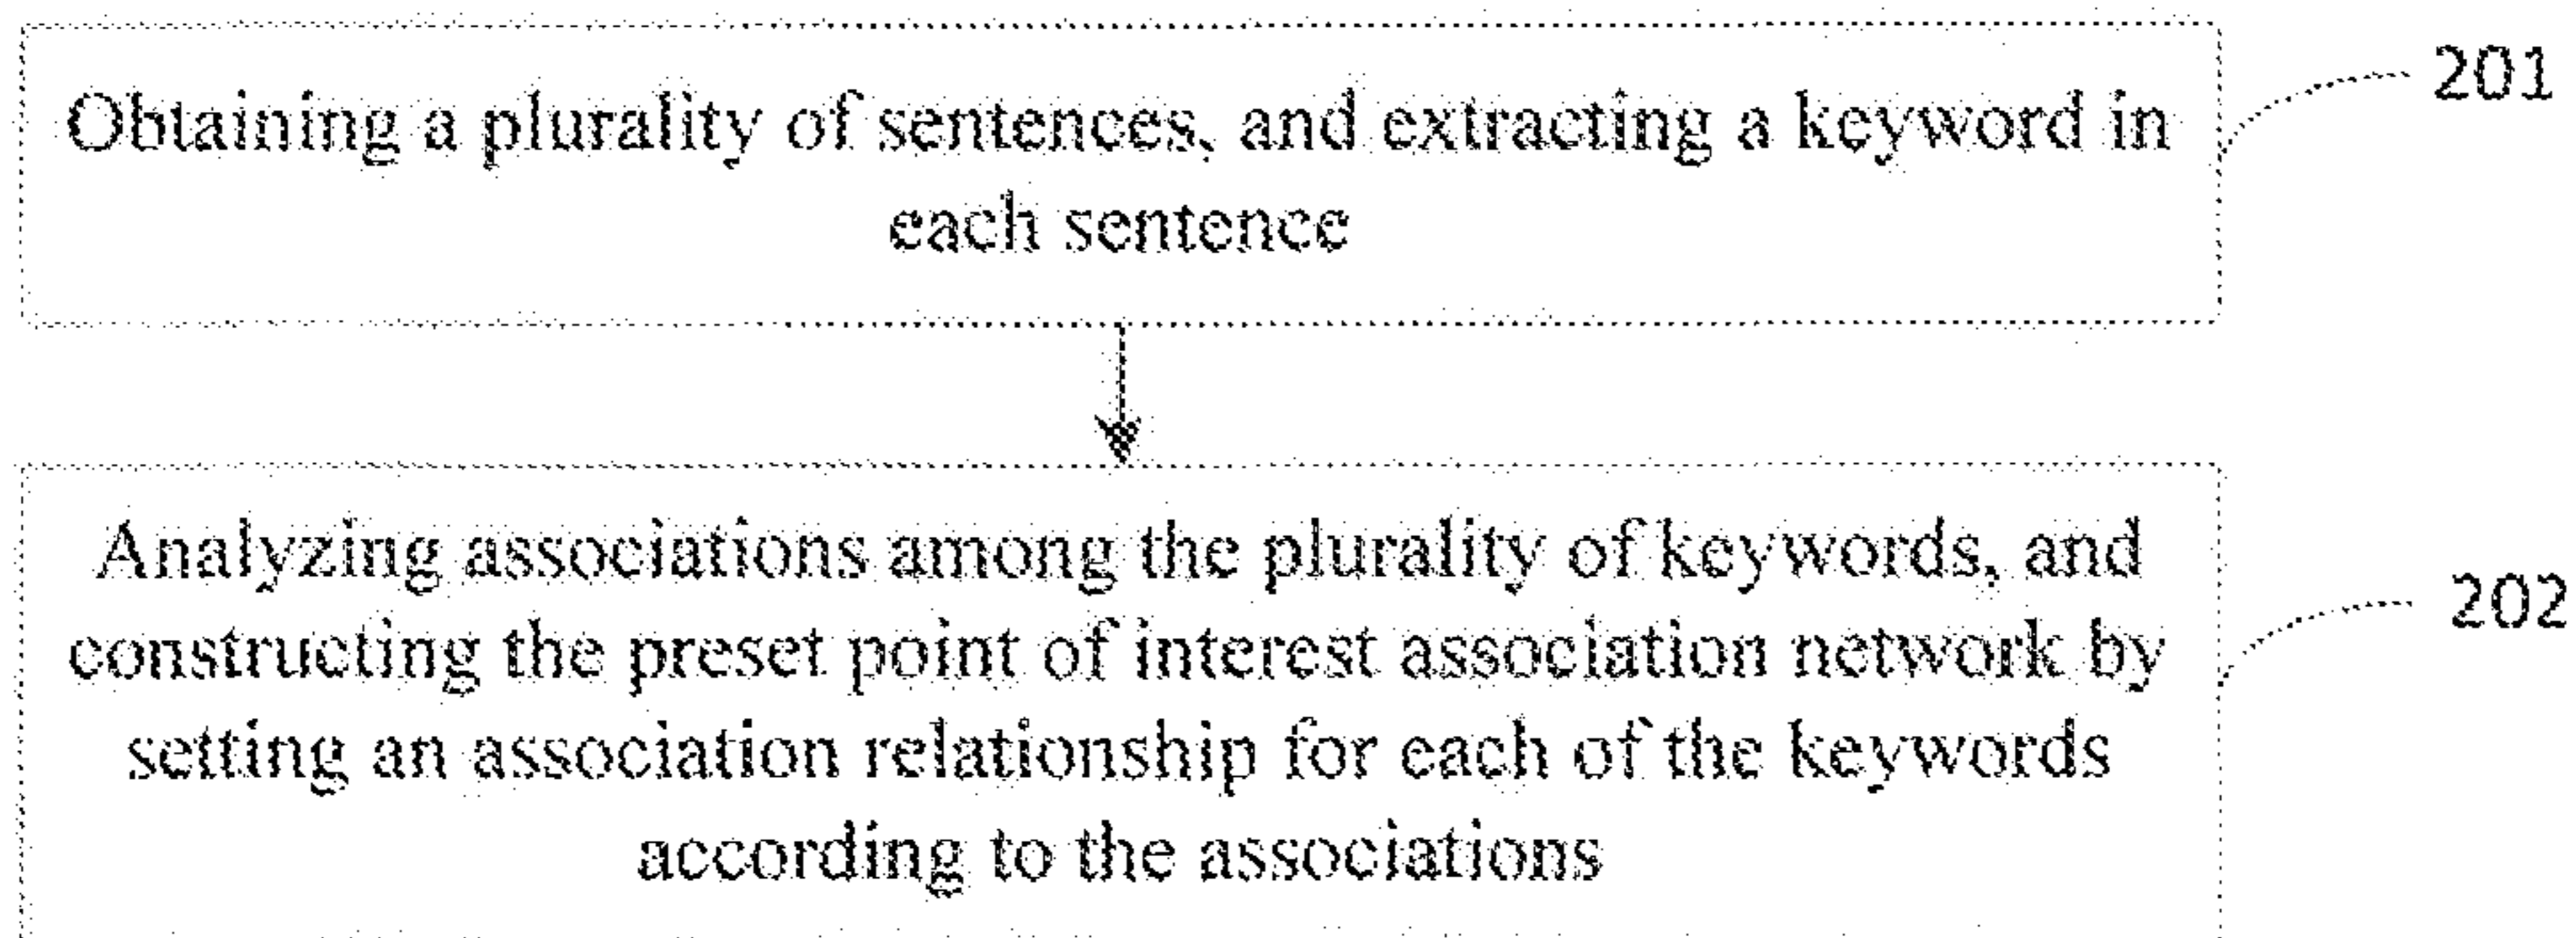 Obtaining a plurality of sentences, and extracting a keyword in
each sentence
201
Analyzing associations among the plurality of keywords, and
constructing the preset point of interest association network by
setting an association relationship for each of the keywords
according to the associations
202